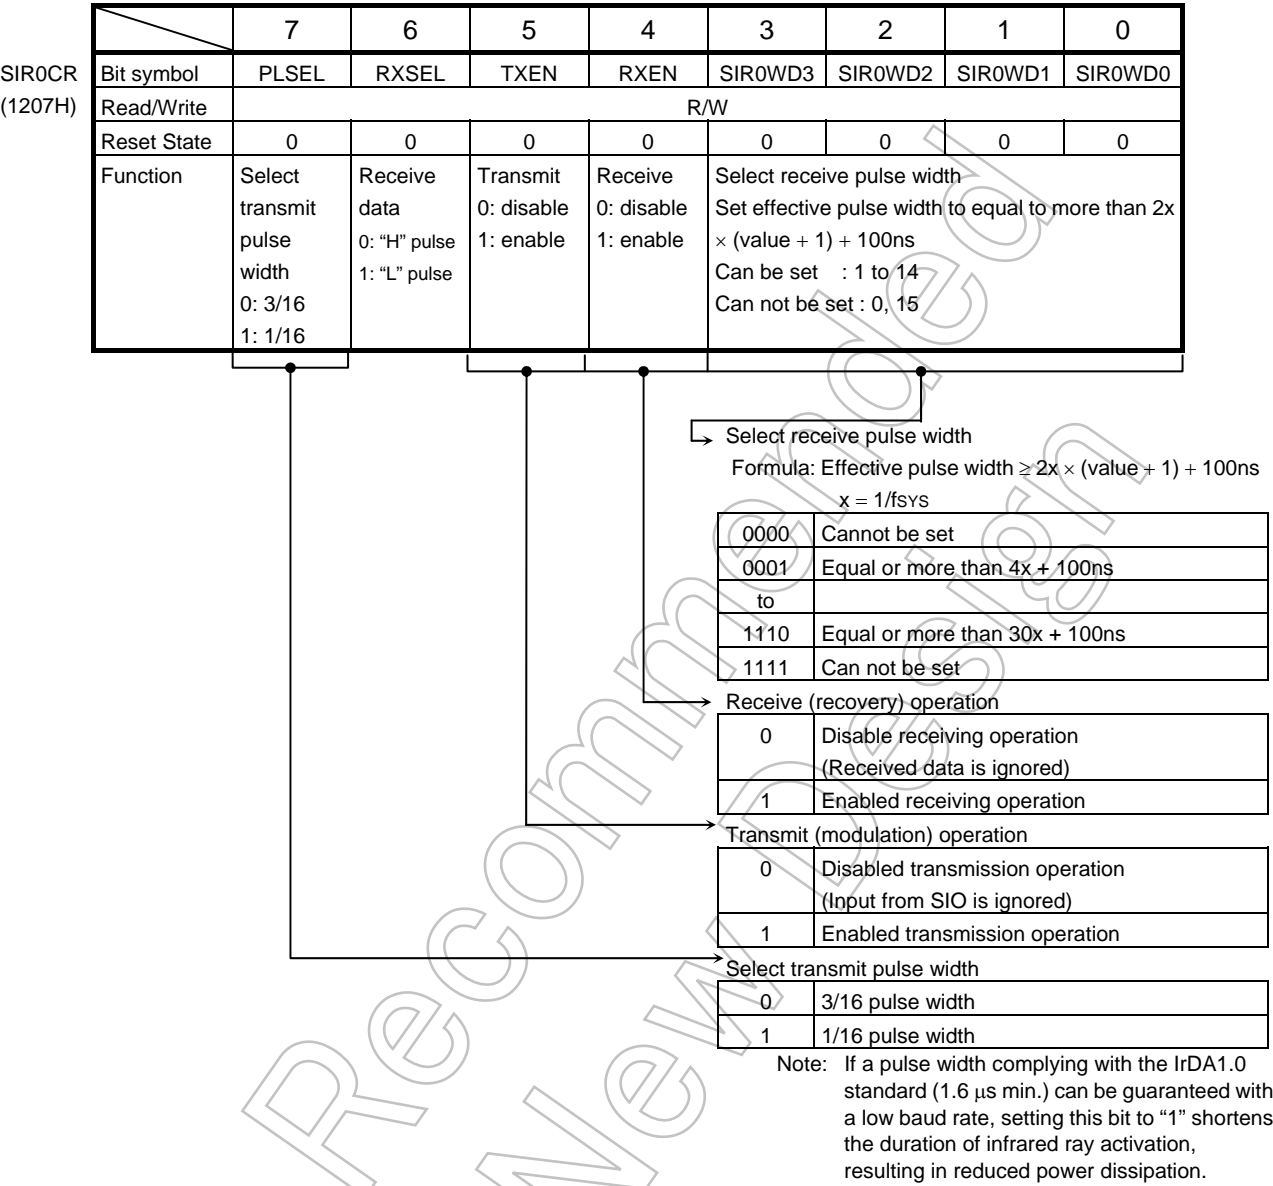 7 6 5 4 3 2 1 0
SIR0CR Bit symbol PLSEL RXSEL TXEN RXEN SIR0WD3 SIR0WD2 SIR0WD1 SIR0WD0
(1207H) Read/Write R/W
Reset State 0 0 0 0 0 0 0 0
Function Select Receive Transmit Receive Select receive pulse width
transmit data 0: disable 0: disable Set effective pulse width to equal to more than 2x
pulse 0: “H” pulse 1: enable 1: enable × (value + 1) + 100ns
width 1: “L” pulse Can be set : 1 to 14
0: 3/16 Can not be set : 0, 15
1: 1/16
Select receive pulse width
Formula: Effective pulse width ≥ 2x × (value + 1) + 100ns
x = 1/fSYS
0000 Cannot be set
0001 Equal or more than 4x + 100ns
to
1110 Equal or more than 30x + 100ns
1111 Can not be set
Receive (recovery) operation
0 Disable receiving operation
(Received data is ignored)
1 Enabled receiving operation
Transmit (modulation) operation
0 Disabled transmission operation
(Input from SIO is ignored)
1 Enabled transmission operation
Select transmit pulse width
0 3/16 pulse width
1 1/16 pulse width
Note: If a pulse width complying with the IrDA1.0
standard (1.6 μs min.) can be guaranteed with
a low baud rate, setting this bit to “1” shortens
the duration of infrared ray activation,
resulting in reduced power dissipation.
Recommended
New Design